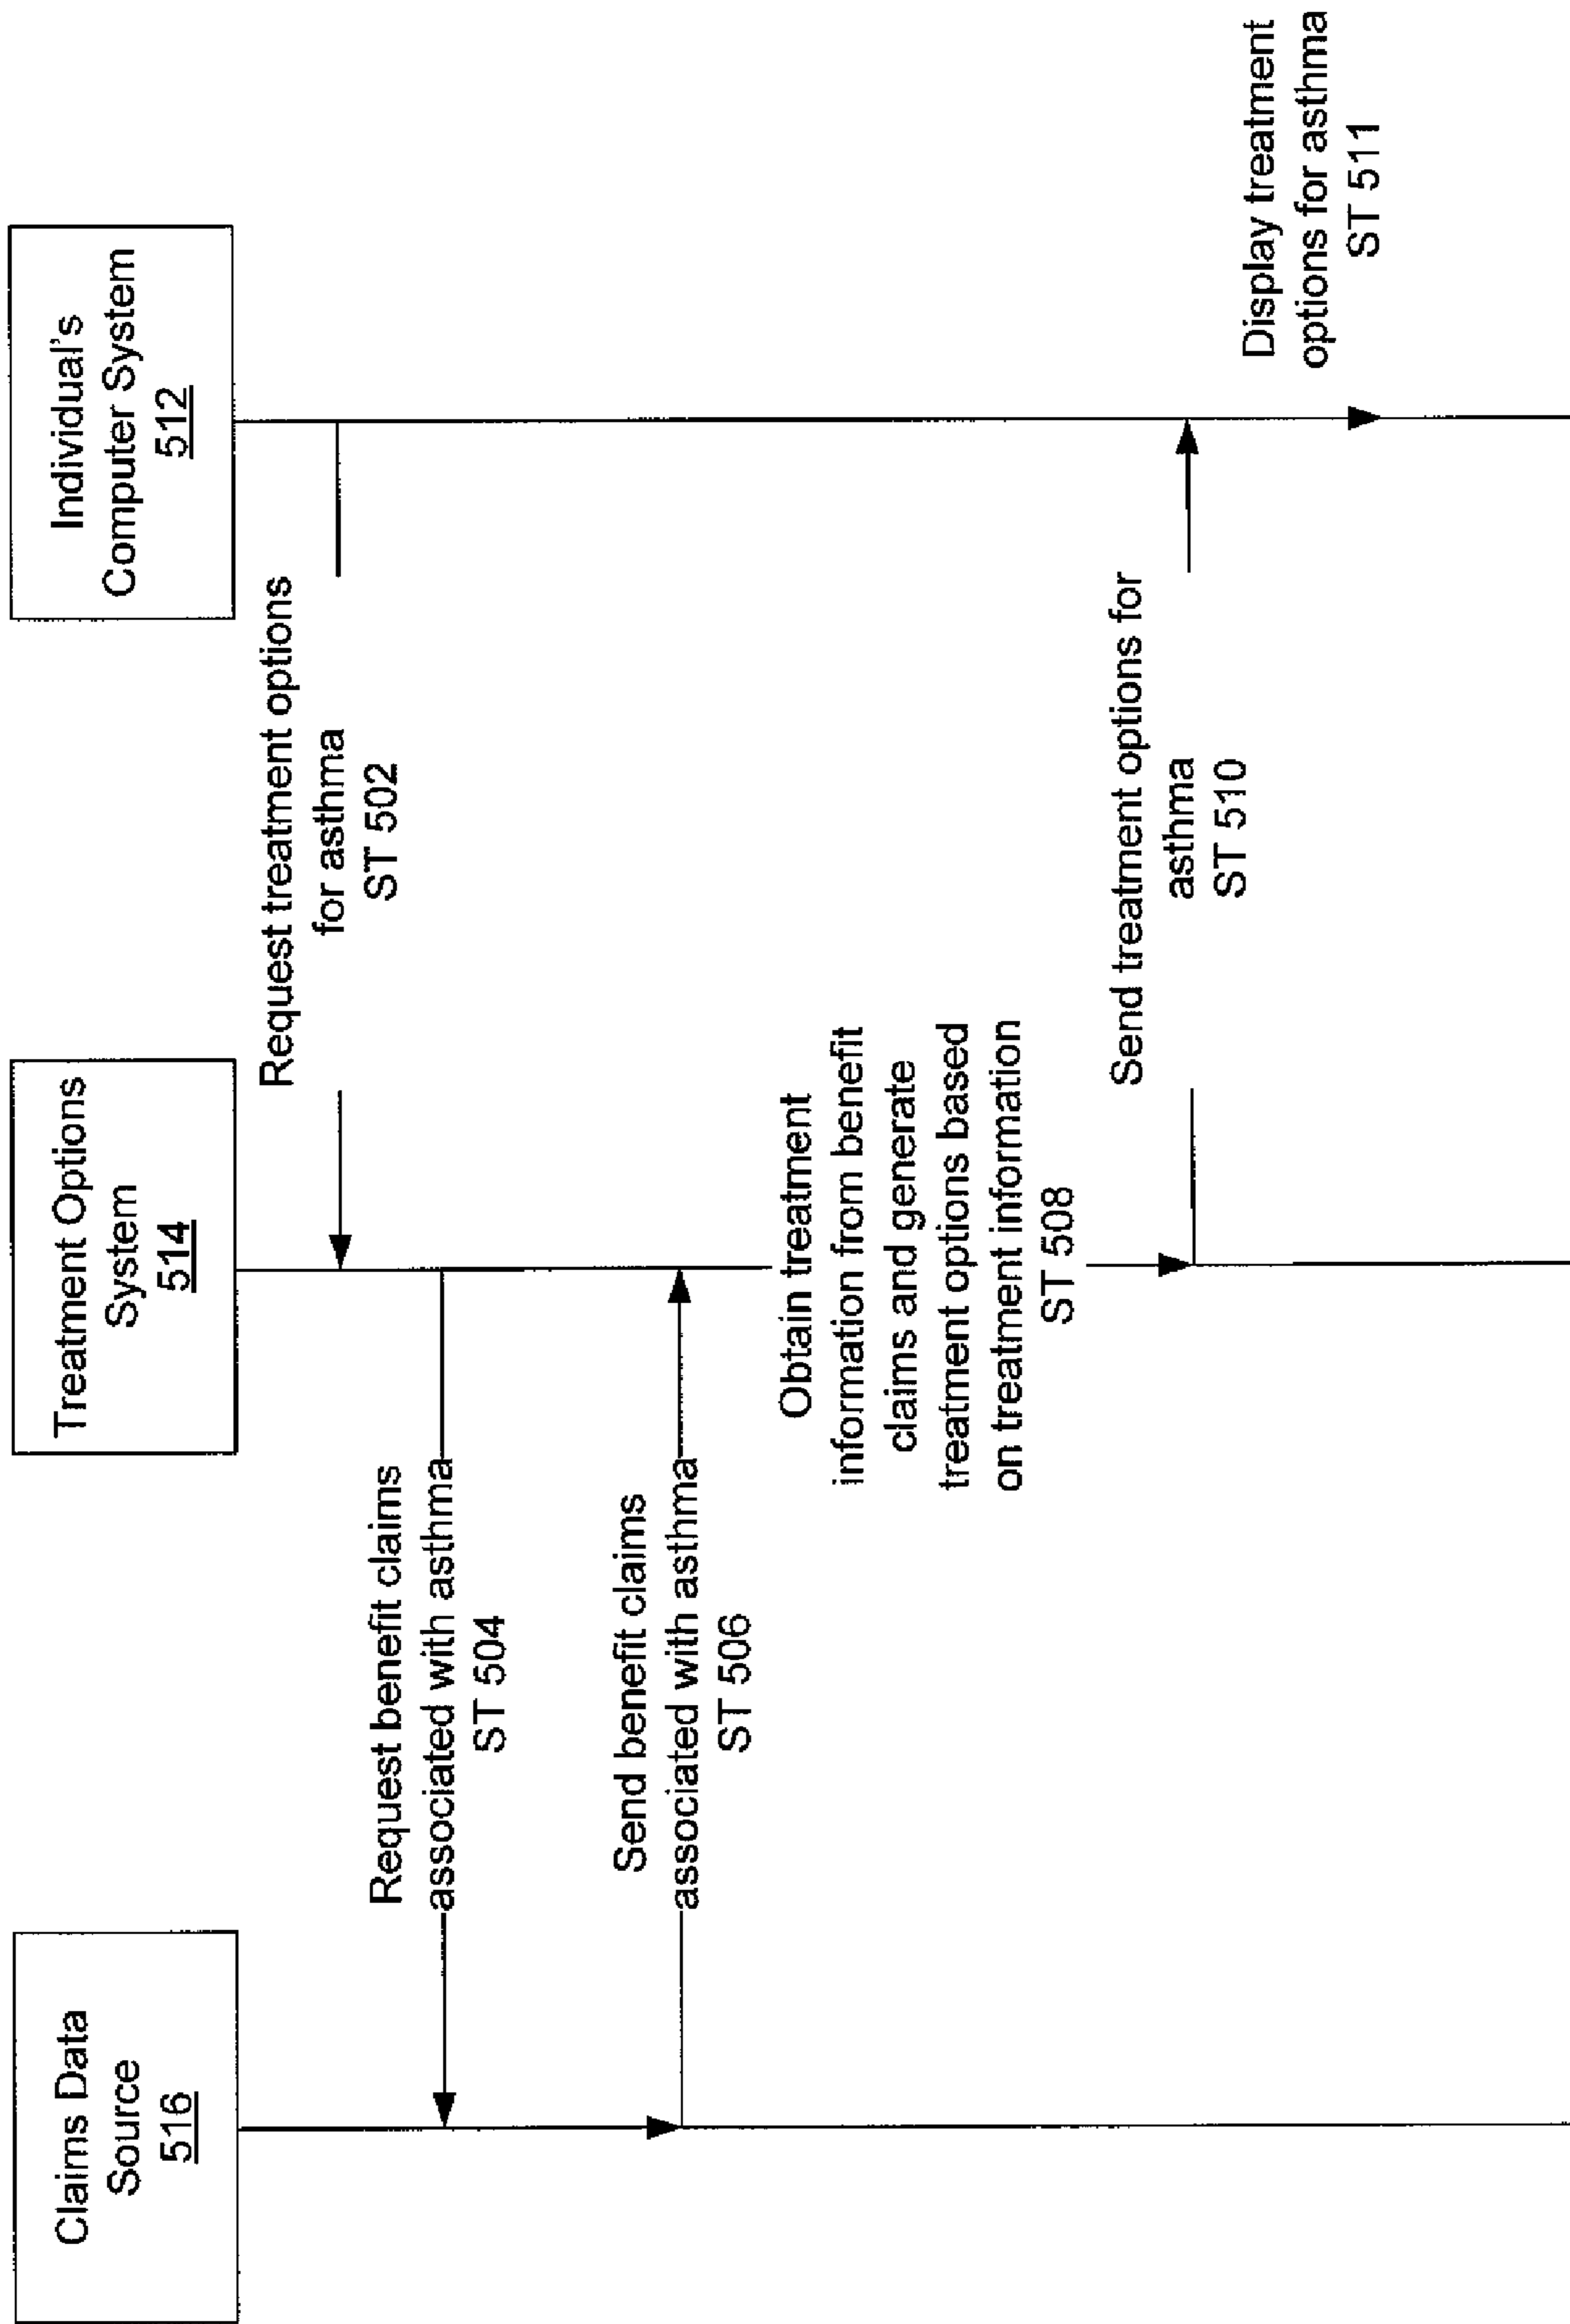 Claims Data
Source
516
Treatment Options
System
514
Individual's
Computer System
512
Request treatment options
for asthma
ST 502
Request benefit claims
associated with asthma
ST 504
Send benefit claims
associated with asthma
ST 506
Obtain treatment
information from benefit
claims and generate
treatment options based
on treatment information
ST 508
Send treatment options for
asthma
ST 510
Display treatment
options for asthma
ST 511